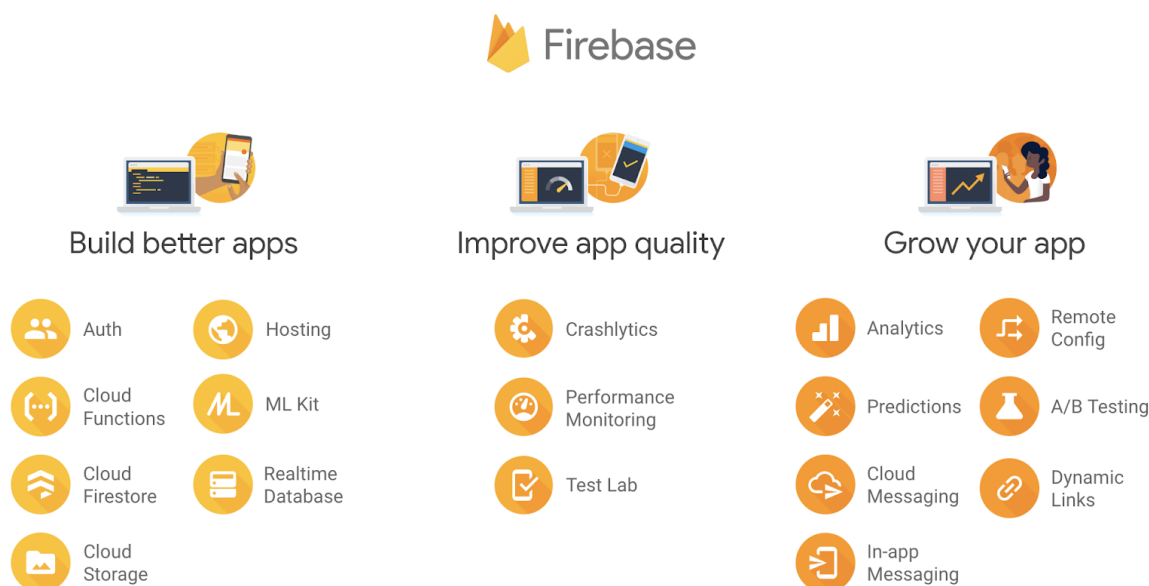 Firebase
Build better apps
Auth
Hosting
Cloud
Functions
ML Kit
Cloud
Firestore
Realtime
Database
Cloud
Storage
Improve app quality
Crashlytics
Performance
Monitoring
Test Lab
Grow your app
Analytics
Remote
Config
Predictions
A/B Testing
Cloud
Messaging
Dynamic
Links
In-app
Messaging